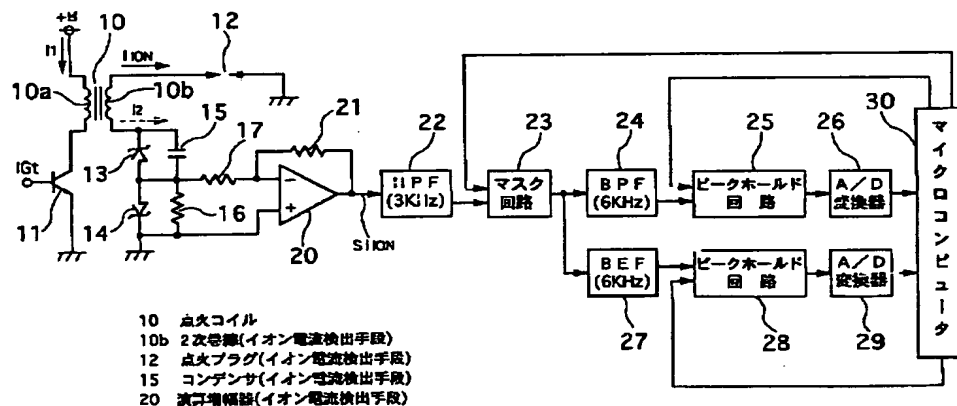 +B
10
I1
IION
12
10a
10b
I2
15
17
21
IGt
13
14
16
11
20
SIION
22
HPF
(3KHz)
23
マスク
回路
24
BPF
(6KHz)
25
ピークホールド
回 路
26
A/D
変換器
30
マイクロコンピュータ
BEF
(6KHz)
27
ピークホールド
回 路
28
A/D
変換器
29
10 点火コイル
10b 2次巻線(イオン電流検出手段)
12 点火プラグ(イオン電流検出手段)
15 コンデンサ(イオン電流検出手段)
20 演算増幅器(イオン電流検出手段)